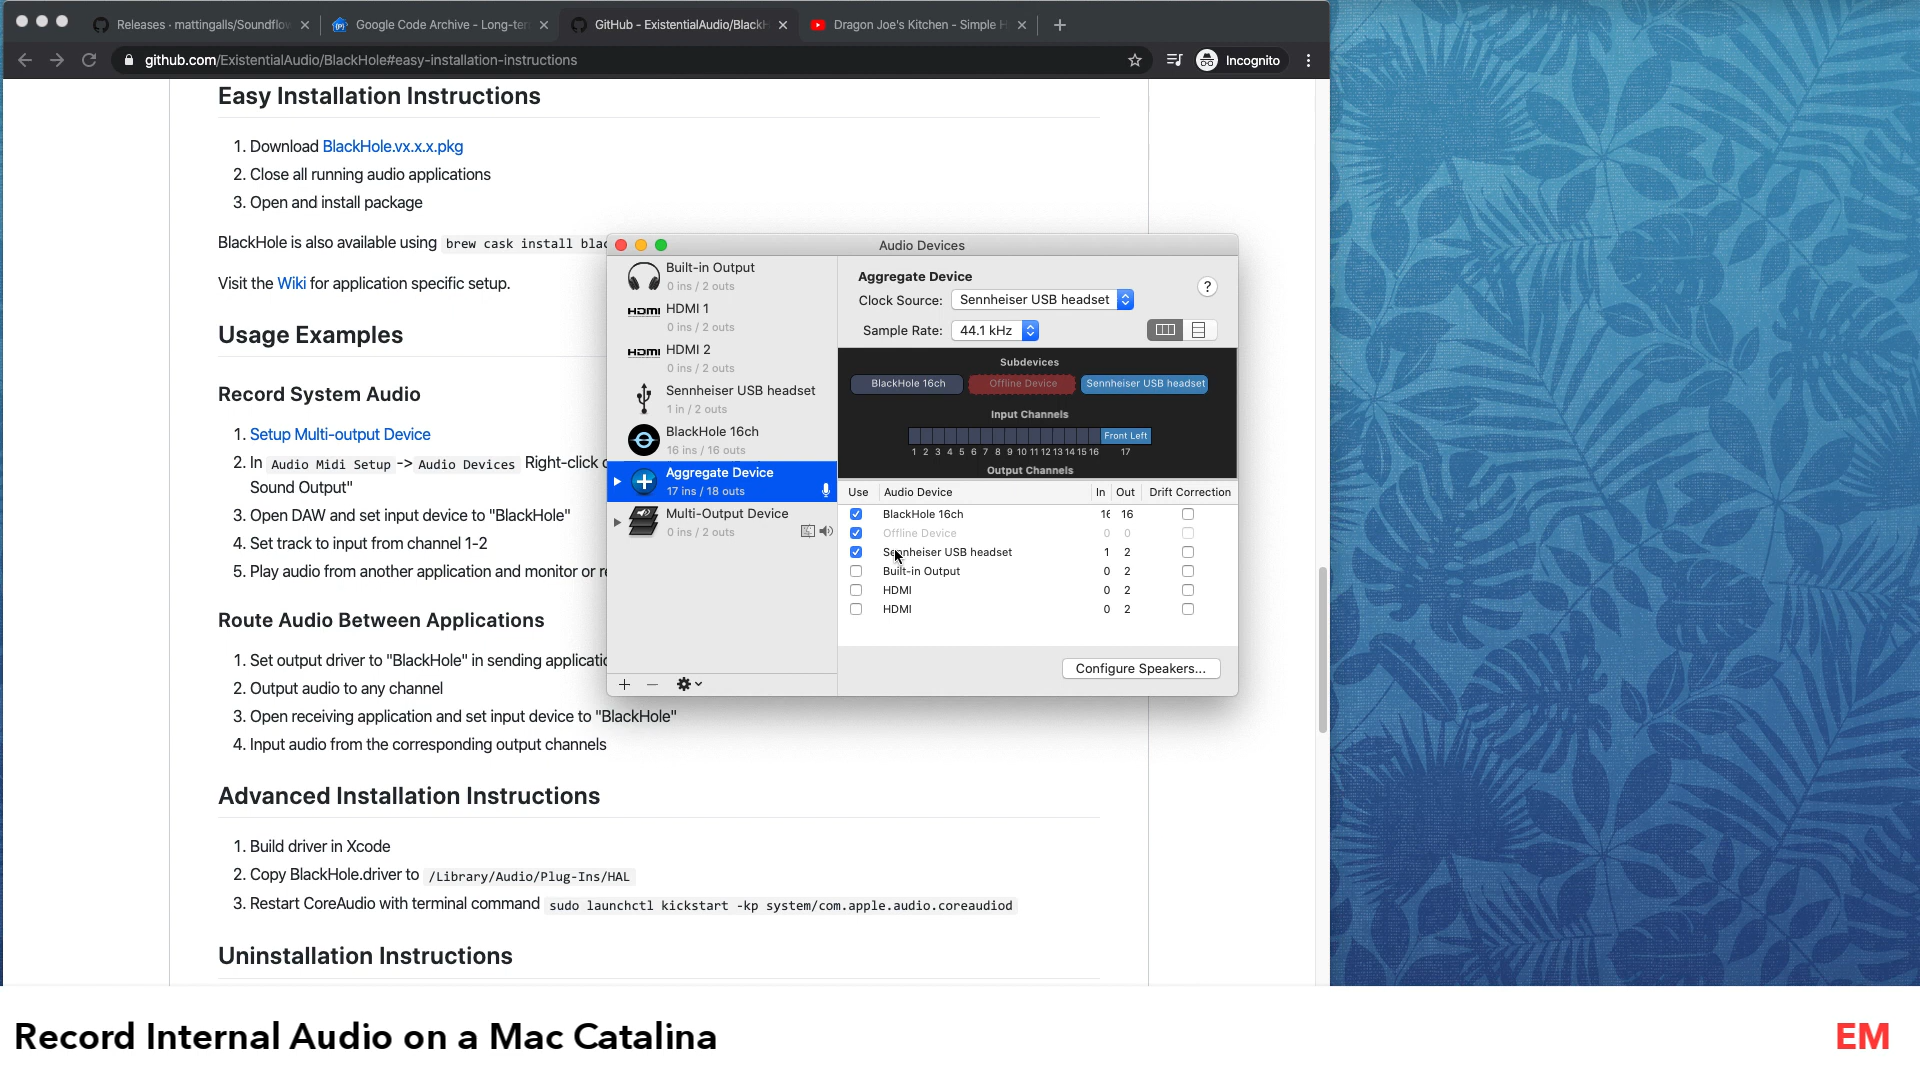 Releases · mattingalls/Soundflow
Google Code Archive - Long-ter
GitHub - ExistentialAudio/BlackH
Dragon Joe's Kitchen - Simple H
github.com/ExistentialAudio/BlackHole#easy-installation-instructions
Incognito
Easy Installation Instructions
1. Download BlackHole.vx.x.x.pkg
2. Close all running audio applications
3. Open and install package
BlackHole is also available using brew cask install blac
Visit the Wiki for application specific setup.
Usage Examples
Record System Audio
1. Setup Multi-output Device
2. In Audio Midi Setup -> Audio Devices Right-click
Sound Output"
3. Open DAW and set input device to "BlackHole"
4. Set track to input from channel 1-2
5. Play audio from another application and monitor or re
Route Audio Between Applications
1. Set output driver to "BlackHole" in sending applicatio
2. Output audio to any channel
3. Open receiving application and set input device to "BlackHole"
4. Input audio from the corresponding output channels
Advanced Installation Instructions
1. Build driver in Xcode
2. Copy BlackHole.driver to /Library/Audio/Plug-Ins/HAL
3. Restart CoreAudio with terminal command sudo launchctl kickstart -kp system/com.apple.audio.coreaudiod
Uninstallation Instructions
Audio Devices
Built-in Output
0 ins / 2 outs
HDMI HDMI 1
0 ins / 2 outs
HDMI HDMI 2
0 ins / 2 outs
Sennheiser USB headset
1 in / 2 outs
BlackHole 16ch
16 ins / 16 outs
Aggregate Device
17 ins / 18 outs
Multi-Output Device
0 ins / 2 outs
Aggregate Device
?
Clock Source: Sennheiser USB headset
Sample Rate: 44.1 kHz
Subdevices
BlackHole 16ch Offline Device Sennheiser USB headset
Input Channels
Front Left
1 2 3 4 5 6 7 8 9 10 11 12 13 14 15 16 17
Output Channels
Use Audio Device In Out Drift Correction
BlackHole 16ch 16 16
Offline Device 0 0
Sennheiser USB headset 1 2
Built-in Output 0 2
HDMI 0 2
HDMI 0 2
Configure Speakers...
Record Internal Audio on a Mac Catalina
EM